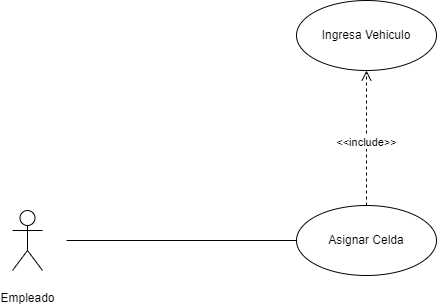 Ingresa Vehiculo
<<include>>
Asignar Celda
Empleado